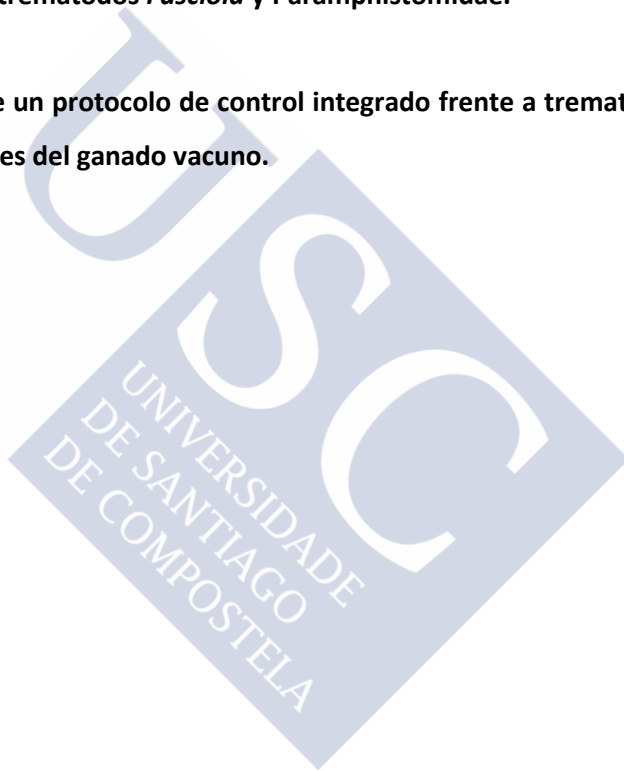 trematodos Fasciola y Paramphistomidae.
e un protocolo de control integrado frente a tremat
es del ganado vacuno.
USC
UNIVERSIDADE
DE SANTIAGO
DE COMPOSTELA